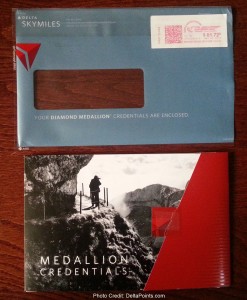 DELTA
SKYMILES
YOUR DIAMOND MEDALLION CREDENTIALS ARE ENCLOSED
MEDALLION
CREDENTIALS
Photo Credit: DeltaPoints.com